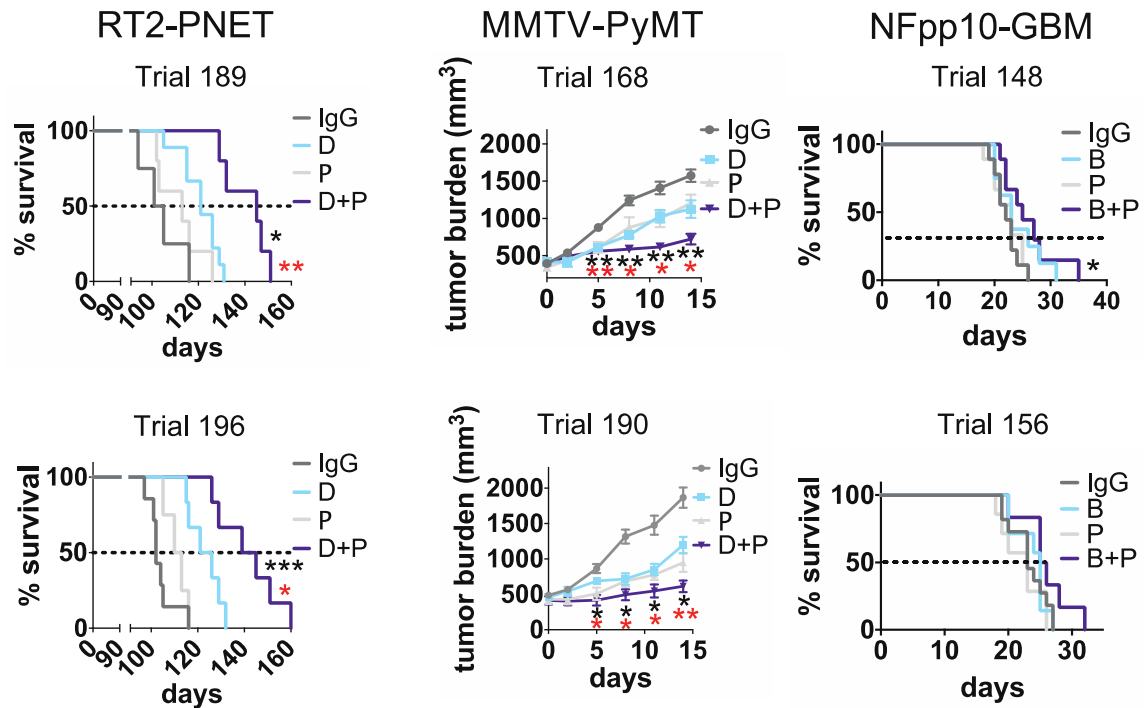 RT2-PNET
MMTV-PyMT
NFpp10-GBM
Trial 189
% survival
100
50
0
0
90
100
120
140
160
days
IgG
D
P
D+P
*
**
Trial 168
tumor burden (mm³)
2000
1500
1000
500
0
5
10
15
days
IgG
D
P
D+P
** ** ** **
** * * *
Trial 148
% survival
100
50
0
0
10
20
30
40
days
IgG
B
P
B+P
*
Trial 196
% survival
100
50
0
0
90
100
120
140
160
days
IgG
D
P
D+P
***
*
Trial 190
tumor burden (mm³)
2000
1500
1000
500
0
0
5
10
15
days
IgG
D
P
D+P
* * * *
* * * **
Trial 156
% survival
100
50
0
0
10
20
30
days
IgG
B
P
B+P